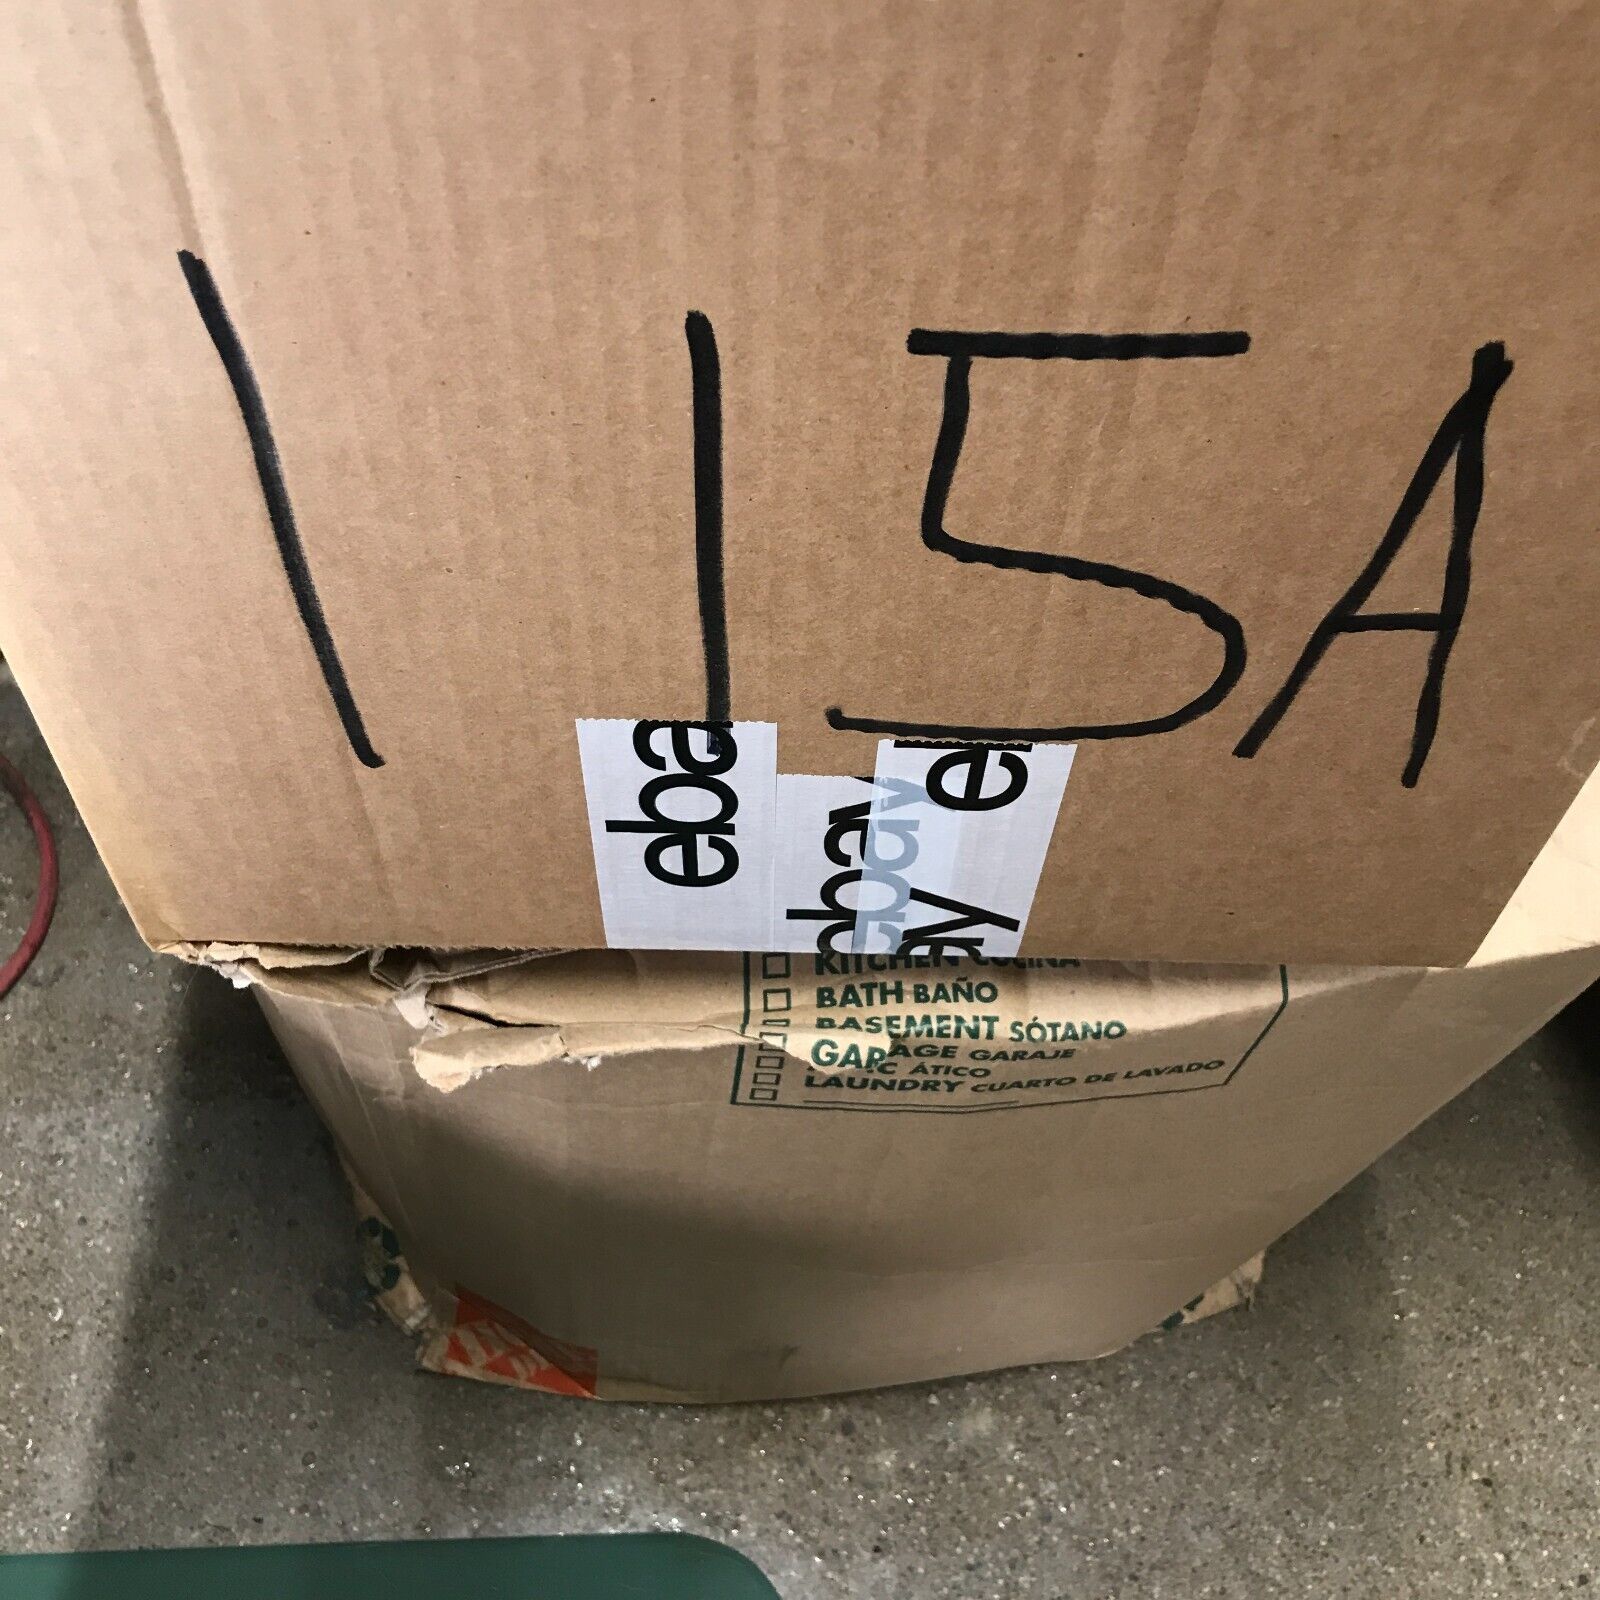 115A
eba
ebay
ebay
KITCHEN COCINA
BATH BAÑO
BASEMENT SÓTANO
GARAGE GARAJE
ÁTICO
LAUNDRY CUARTO DE LAVADO